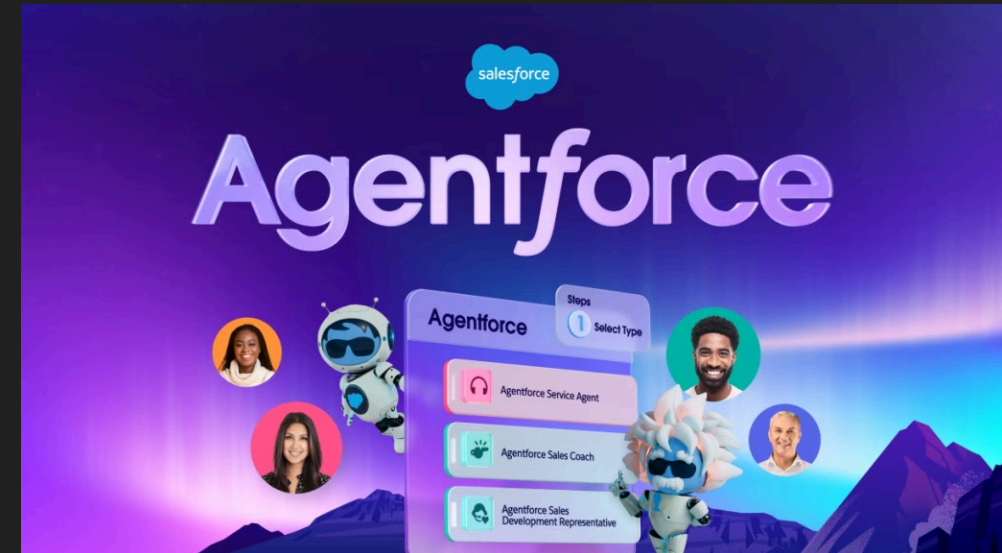 salesforce
Agentforce
Agentforce
Steps
1 Select Type
Agentforce Service Agent
Agentforce Sales Coach
Agentforce Sales
Development Representative